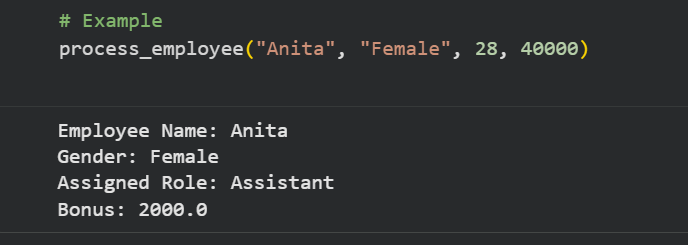 # Example
process_employee("Anita", "Female", 28, 40000)
Employee Name: Anita
Gender: Female
Assigned Role: Assistant
Bonus: 2000.0